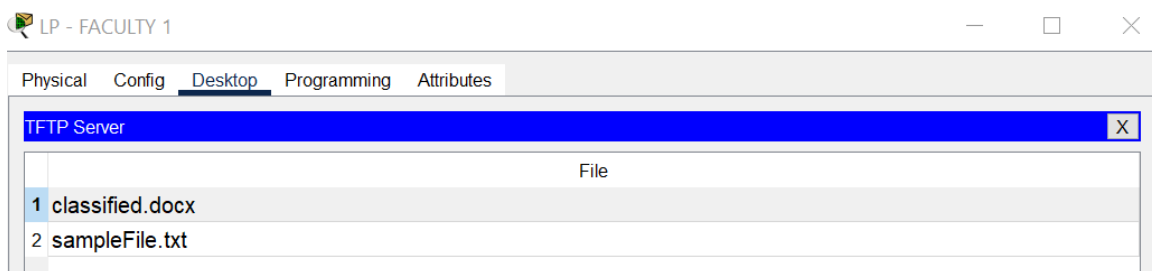 LP - FACULTY 1
Physical Config Desktop Programming Attributes
TFTP Server X
File
1 classified.docx
2 sampleFile.txt